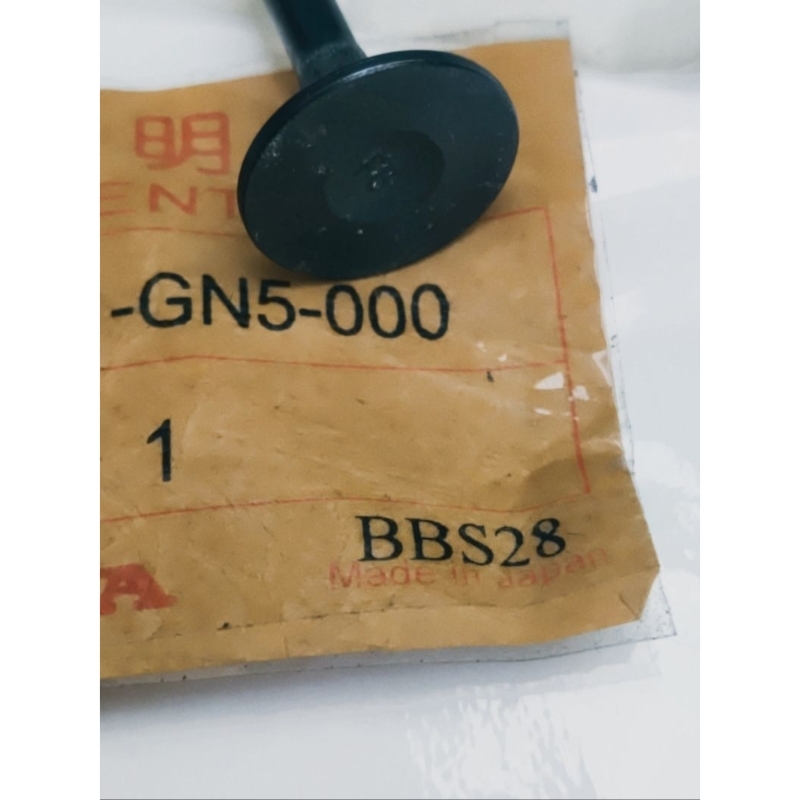 明
ENT
-GN5-000
1
BBS28
Made in Japan
A